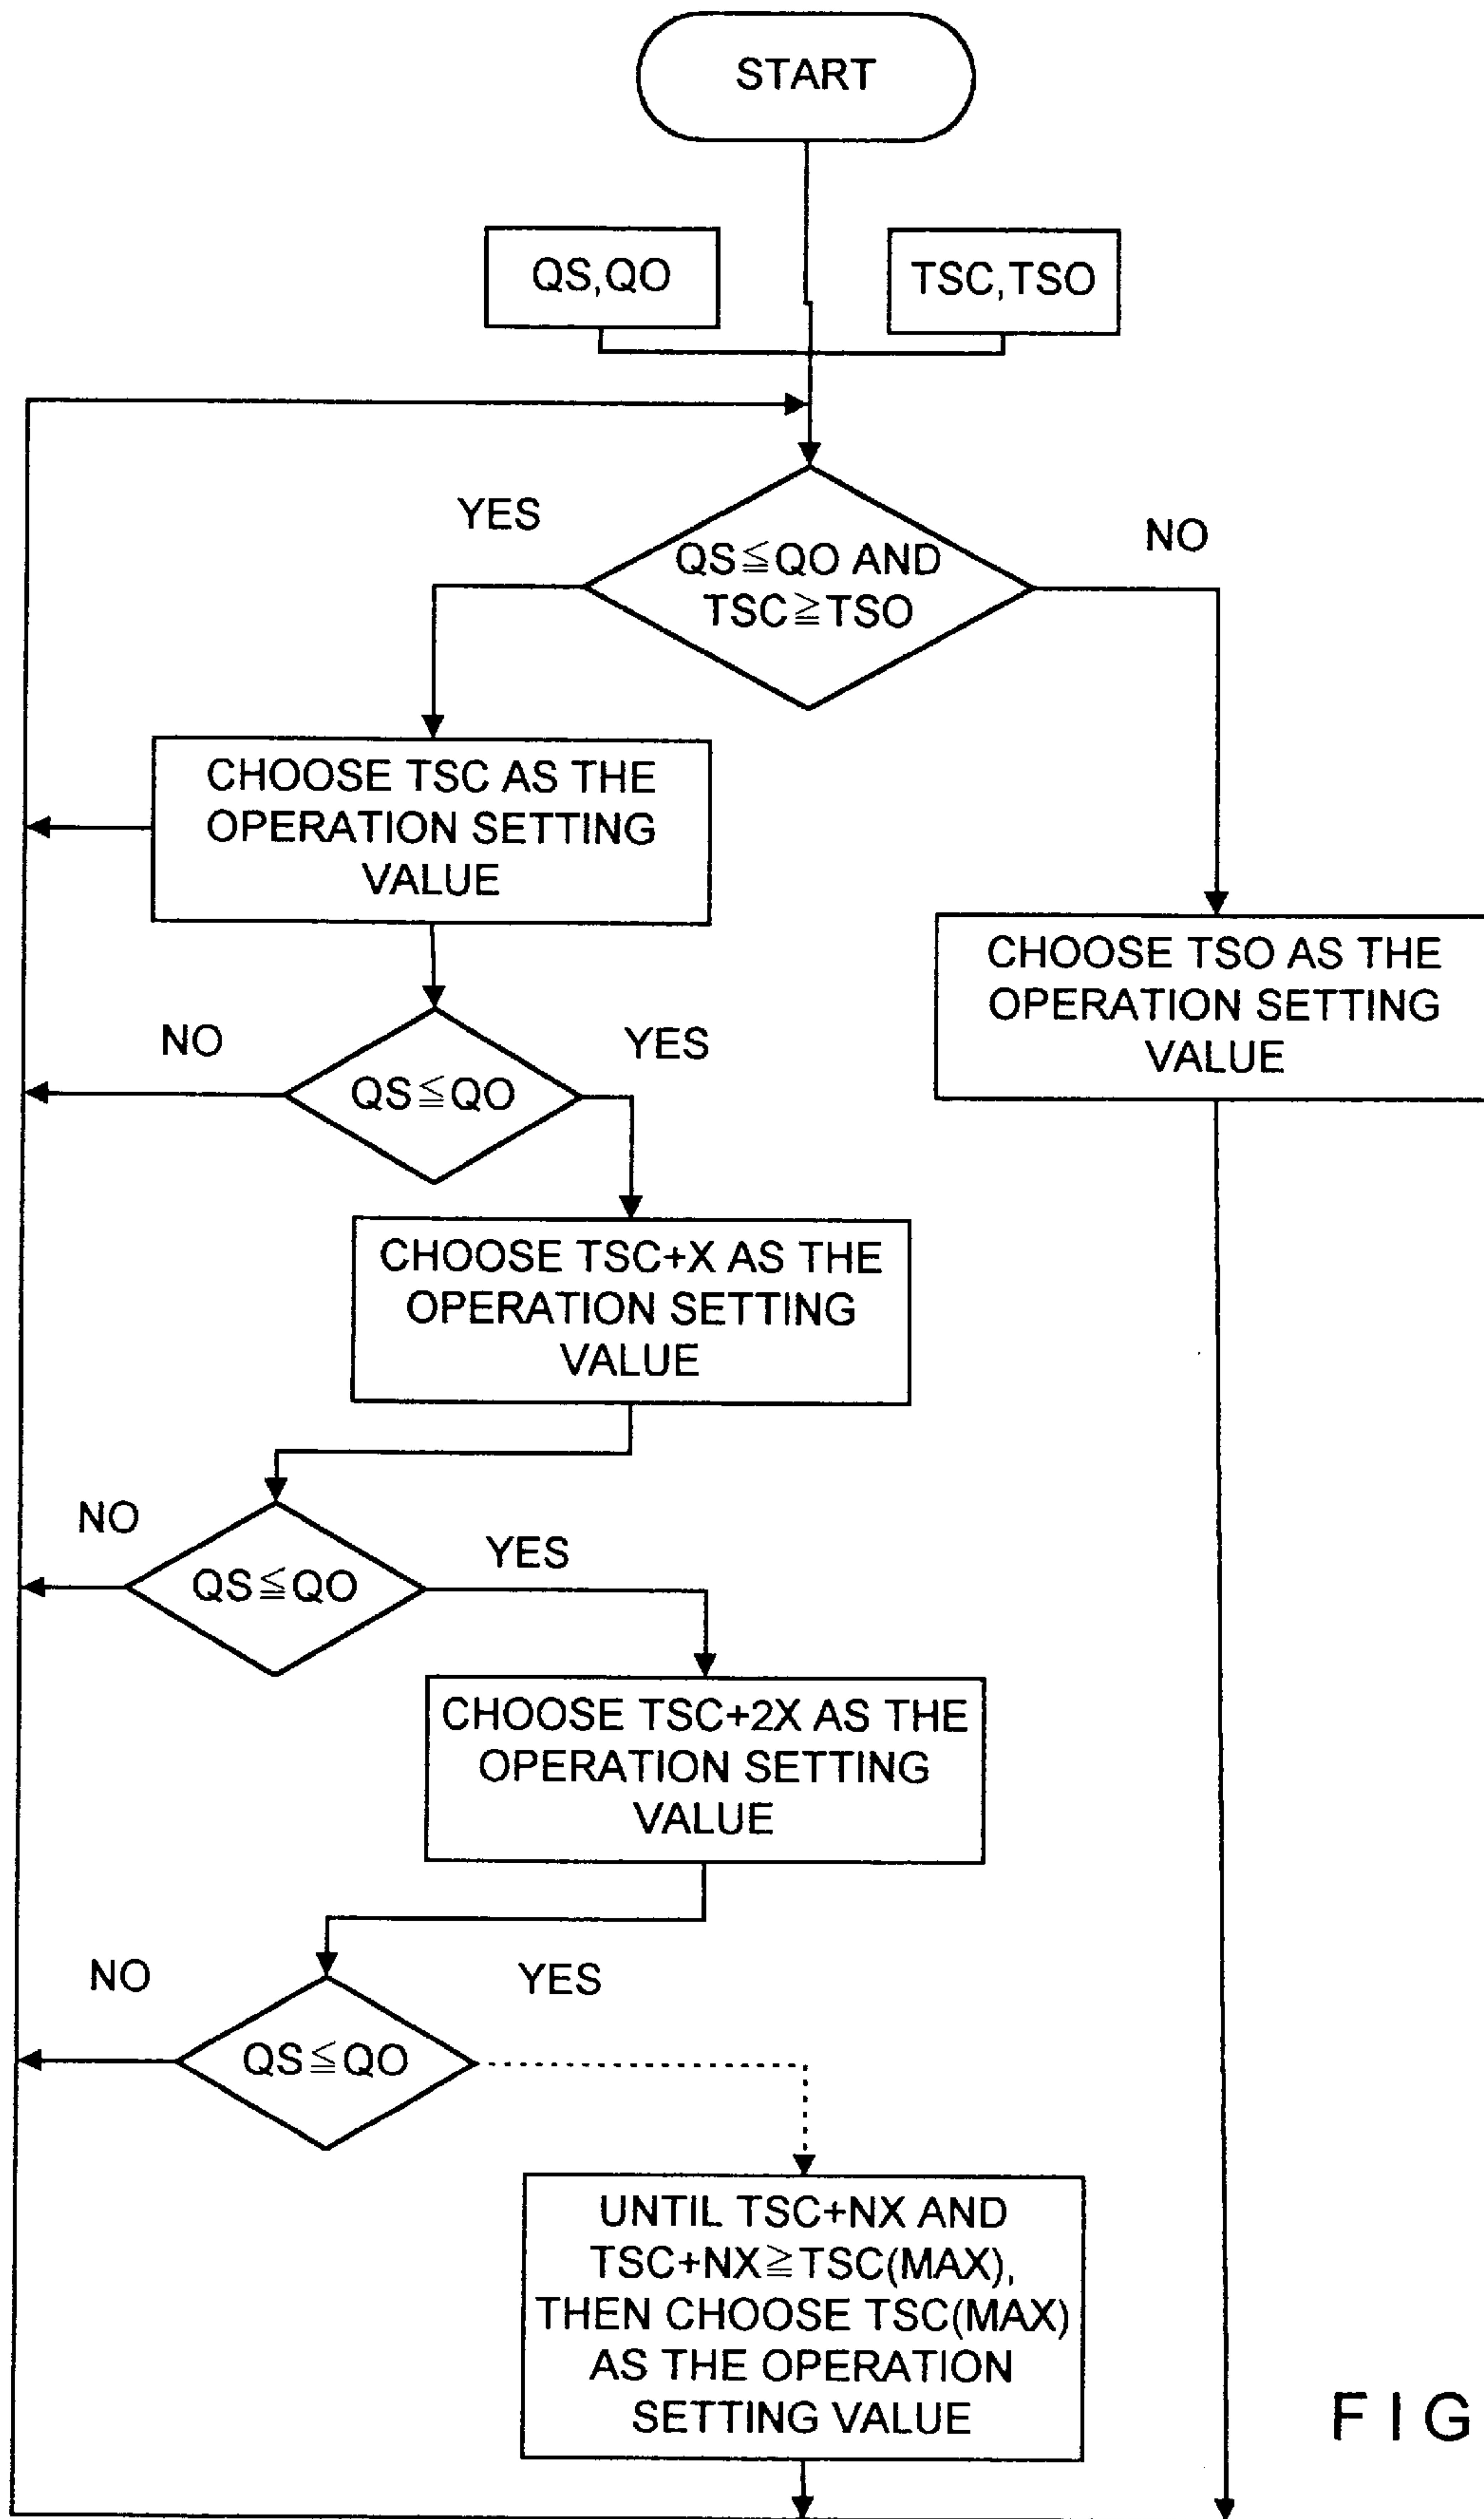 START
QS,QO
TSC,TSO
YES
NO
QS≦QO AND
TSC≧TSO
CHOOSE TSC AS THE
OPERATION SETTING
VALUE
CHOOSE TSO AS THE
OPERATION SETTING
VALUE
NO
YES
QS≦QO
CHOOSE TSC+X AS THE
OPERATION SETTING
VALUE
NO
YES
QS≦QO
CHOOSE TSC+2X AS THE
OPERATION SETTING
VALUE
NO
YES
QS≦QO
UNTIL TSC+NX AND
TSC+NX≧TSC(MAX),
THEN CHOOSE TSC(MAX)
AS THE OPERATION
SETTING VALUE
FIG